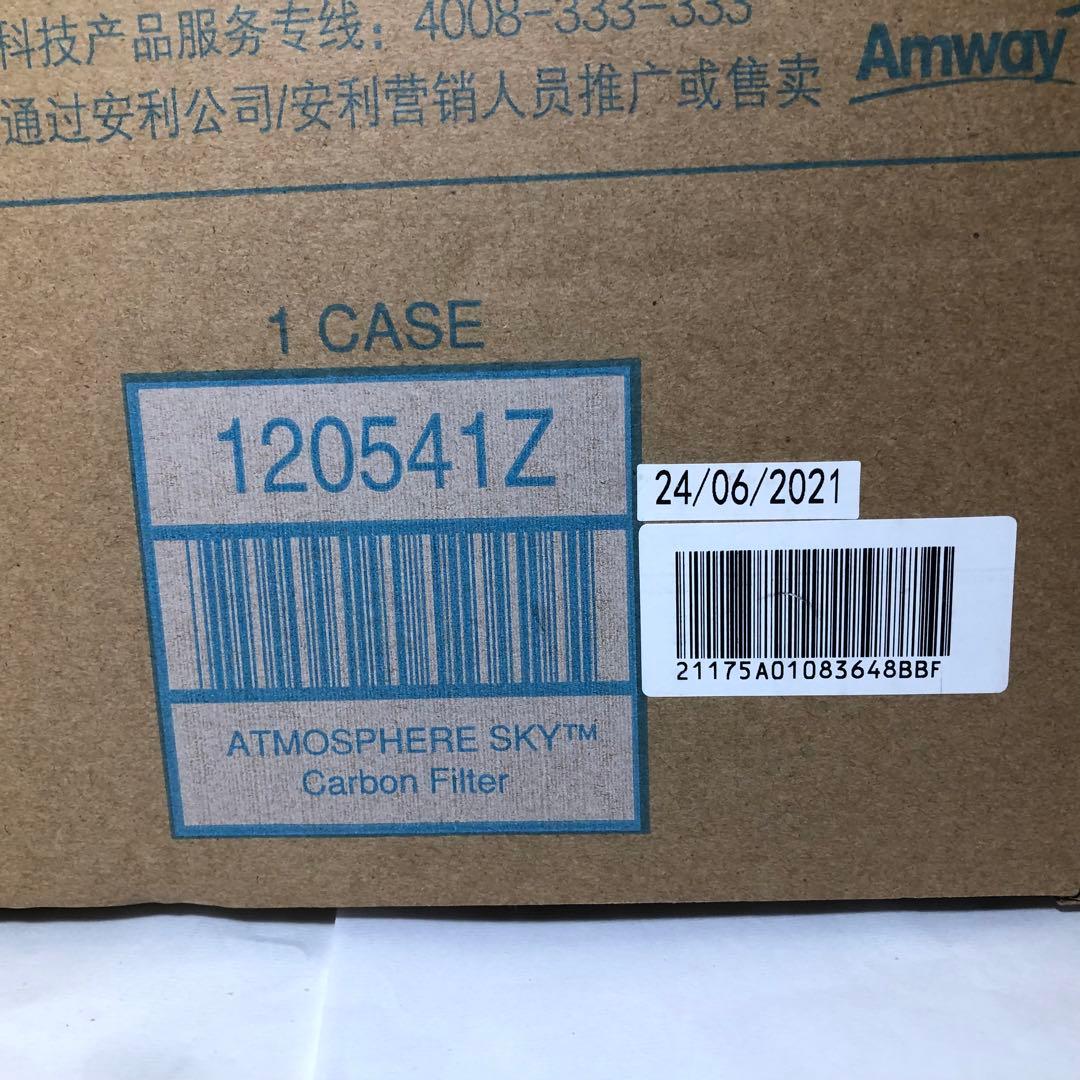 科技产品服务专线：4008-333-333
通过安利公司/安利营销人员推广或售卖
Amway
1 CASE
120541Z
24/06/2021
21175A01083648BBF
ATMOSPHERE SKY™
Carbon Filter